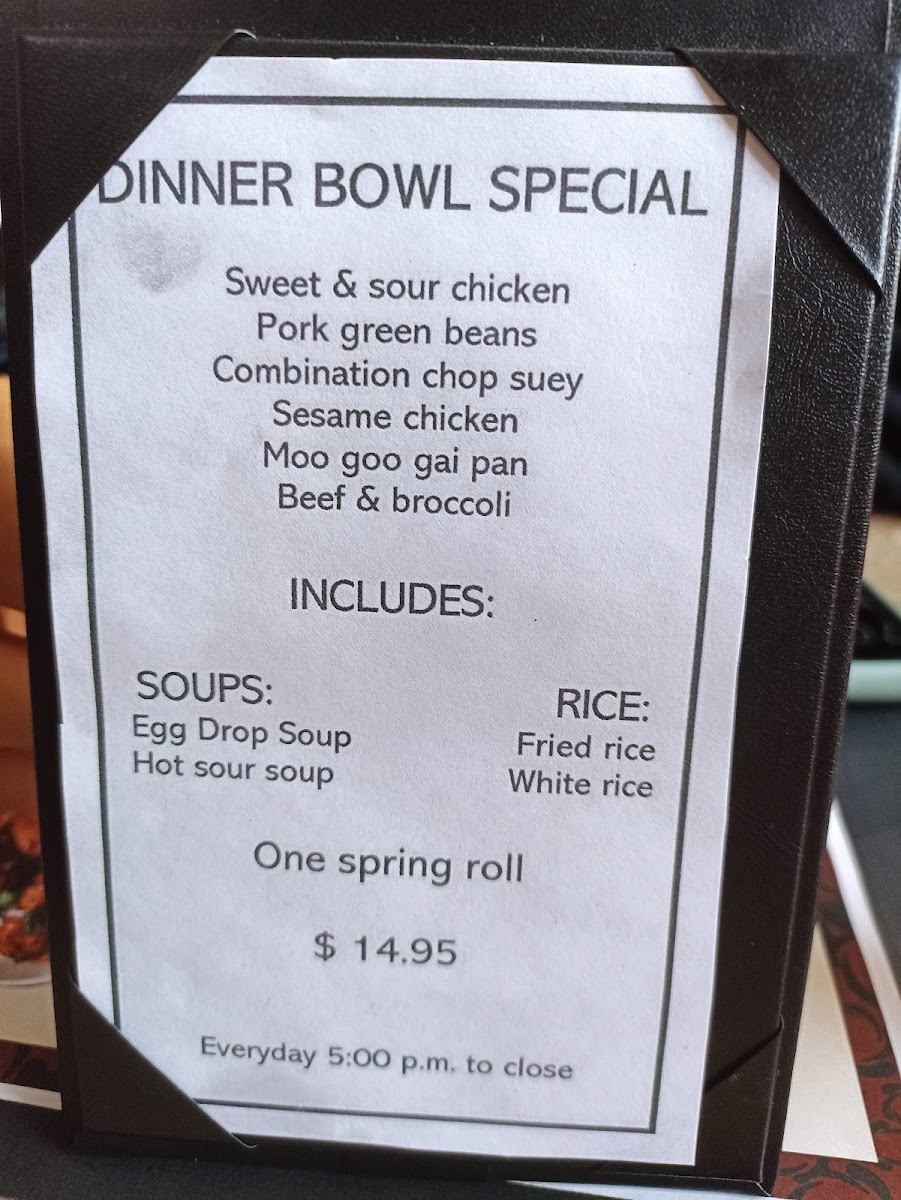 DINNER BOWL SPECIAL
Sweet & sour chicken
Pork green beans
Combination chop suey
Sesame chicken
Moo goo gai pan
Beef & broccoli
INCLUDES:
SOUPS:
Egg Drop Soup
Hot sour soup
RICE:
Fried rice
White rice
One spring roll
$ 14.95
Everyday 5:00 p.m. to close